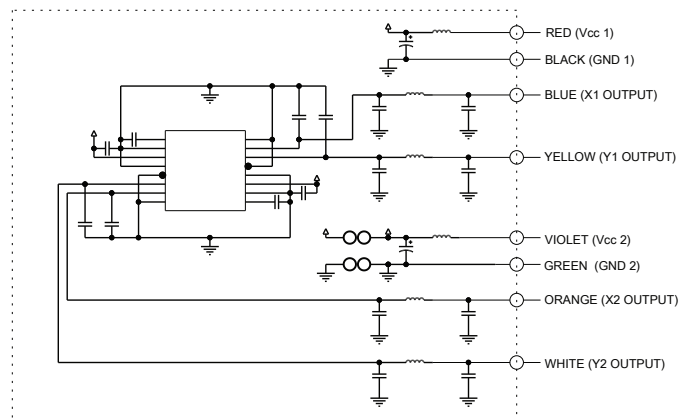 RED (Vcc 1)
BLACK (GND 1)
BLUE (X1 OUTPUT)
YELLOW (Y1 OUTPUT)
VIOLET (Vcc 2)
GREEN (GND 2)
ORANGE (X2 OUTPUT)
WHITE (Y2 OUTPUT)